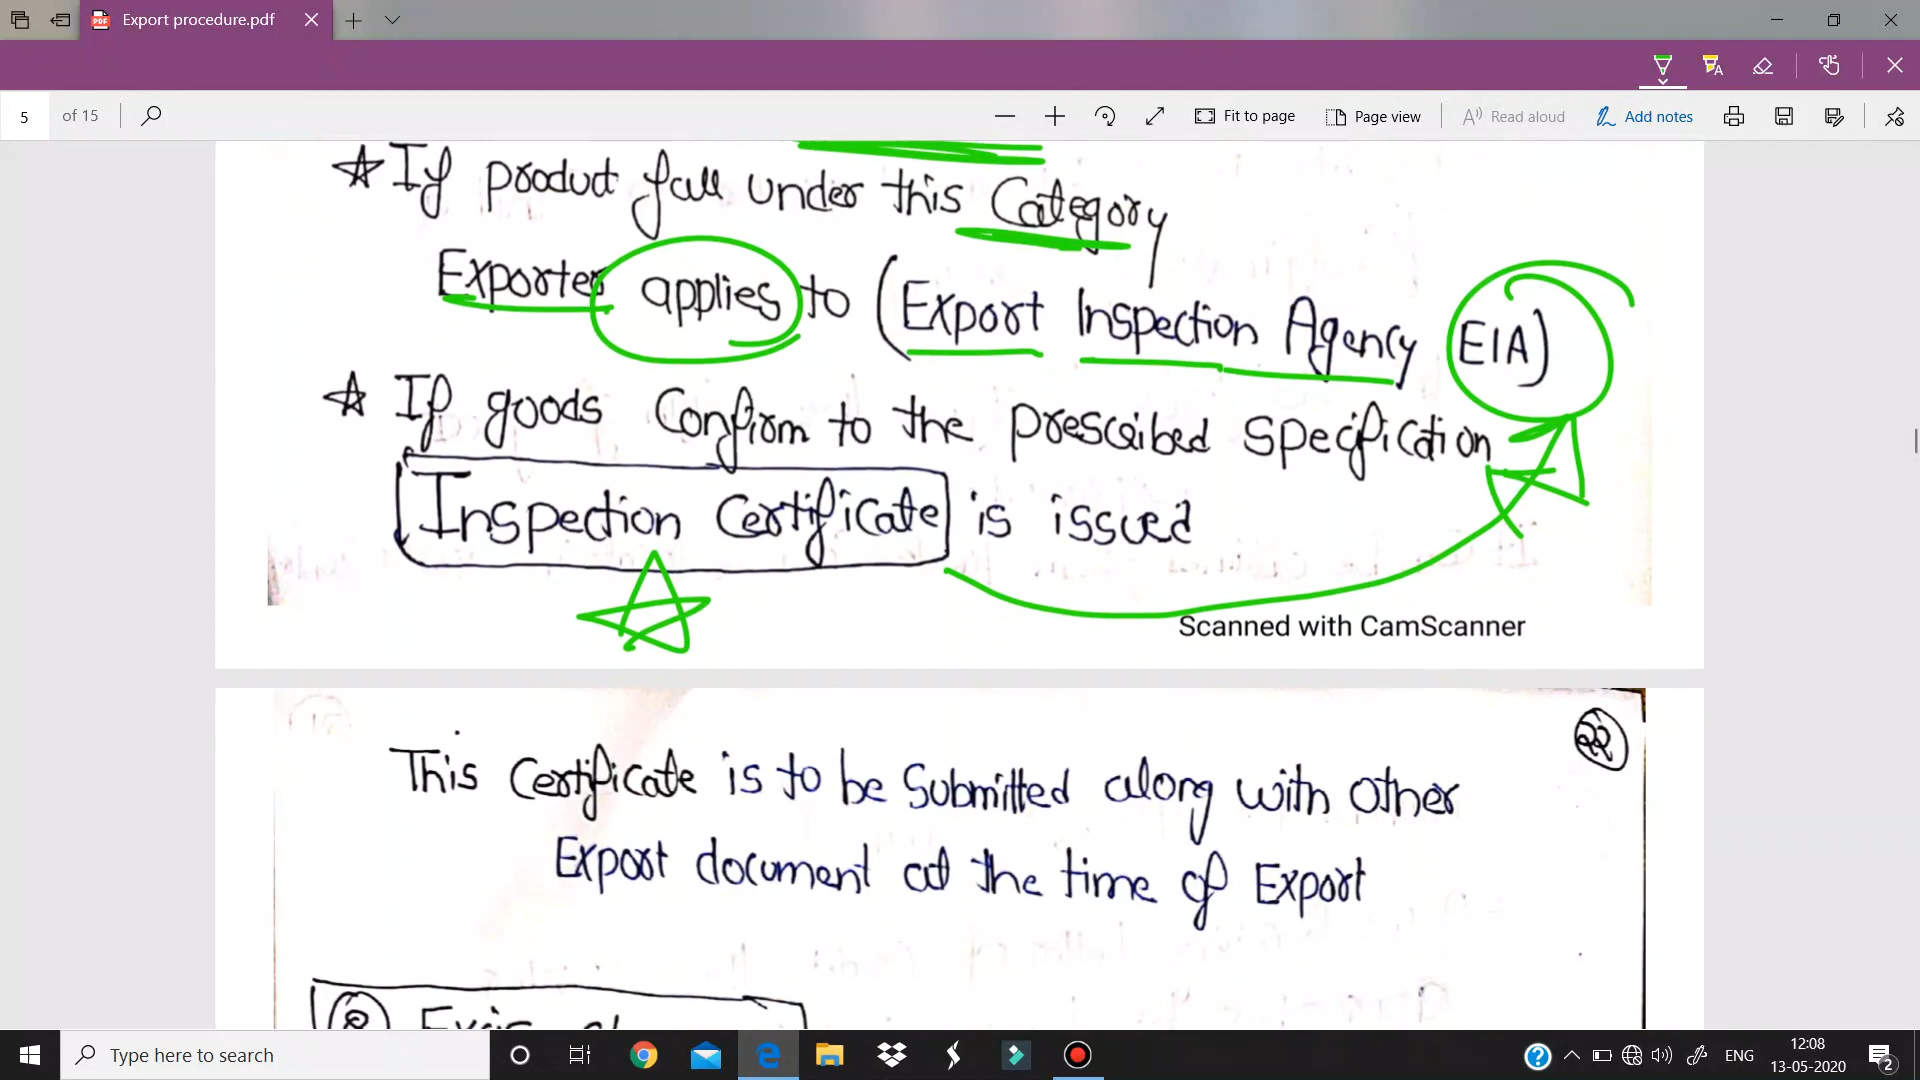 Export procedure.pdf
5 of 15
Fit to page
Page view
Read aloud
Add notes
If product fall under this Category
Exporter applies to (Export Inspection Agency EIA)
If goods Confirm to the prescribed specification
Inspection Certificate is issued
Scanned with CamScanner
22
This Certificate is to be Submitted along with other
Export document at the time of Export
8
Type here to search
ENG
12:08
13-05-2020
2